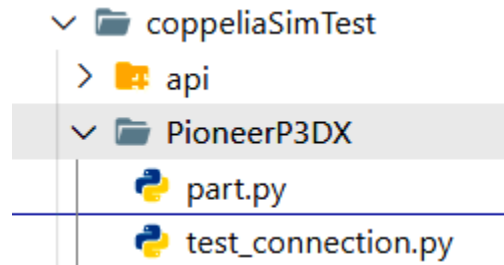 coppeliaSimTest
api
PioneerP3DX
part.py
test_connection.py